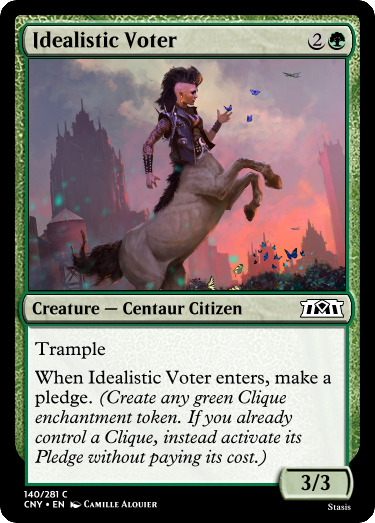 Idealistic Voter 2
Creature — Centaur Citizen
Trample
When Idealistic Voter enters, make a
pledge. (Create any green Clique
enchantment token. If you already
control a Clique, instead activate its
Pledge without paying its cost.)
3/3
140/281 C
CNY • EN Camille Alouier
Stasis